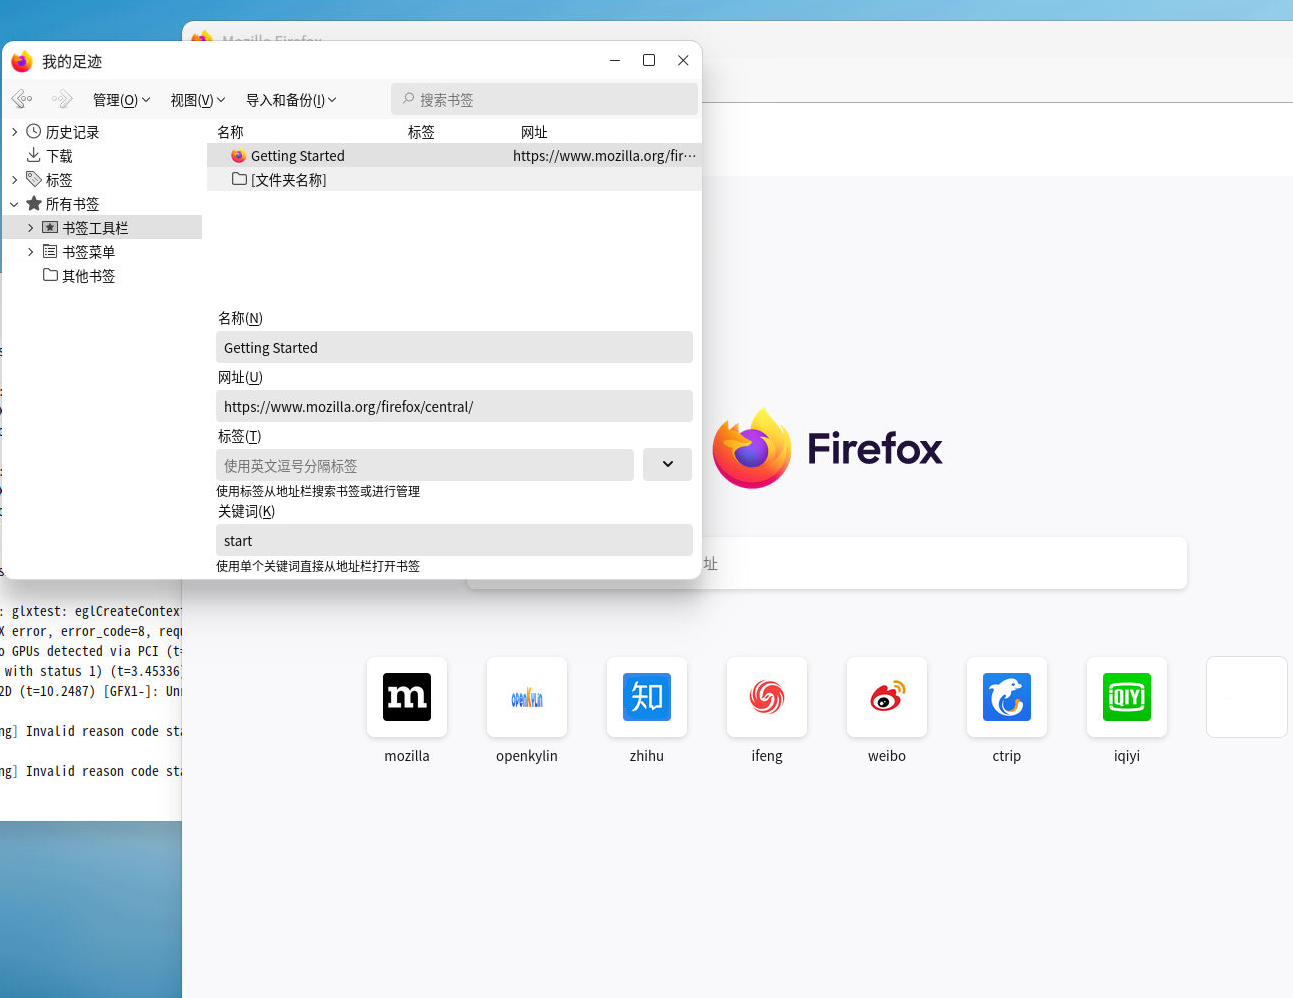 Mozilla Firefox
我的足迹
管理(O) 视图(V) 导入和备份(I) 搜索书签
历史记录
下载
标签
所有书签
书签工具栏
书签菜单
其他书签
名称 标签 网址
Getting Started https://www.mozilla.org/fir…
[文件夹名称]
名称(N)
Getting Started
网址(U)
https://www.mozilla.org/firefox/central/
标签(T)
使用英文逗号分隔标签
使用标签从地址栏搜索书签或进行管理
关键词(K)
start
使用单个关键词直接从地址栏打开书签
Firefox
址
: glxtest: eglCreateContex
X error, error_code=8, req
o GPUs detected via PCI (t=
with status 1) (t=3.45336
2D (t=10.2487) [GFX1-]: Un
ng] Invalid reason code sta
ng] Invalid reason code sta
mozilla openkylin zhihu ifeng weibo ctrip iqiyi
m openKylin 知 iQIYI